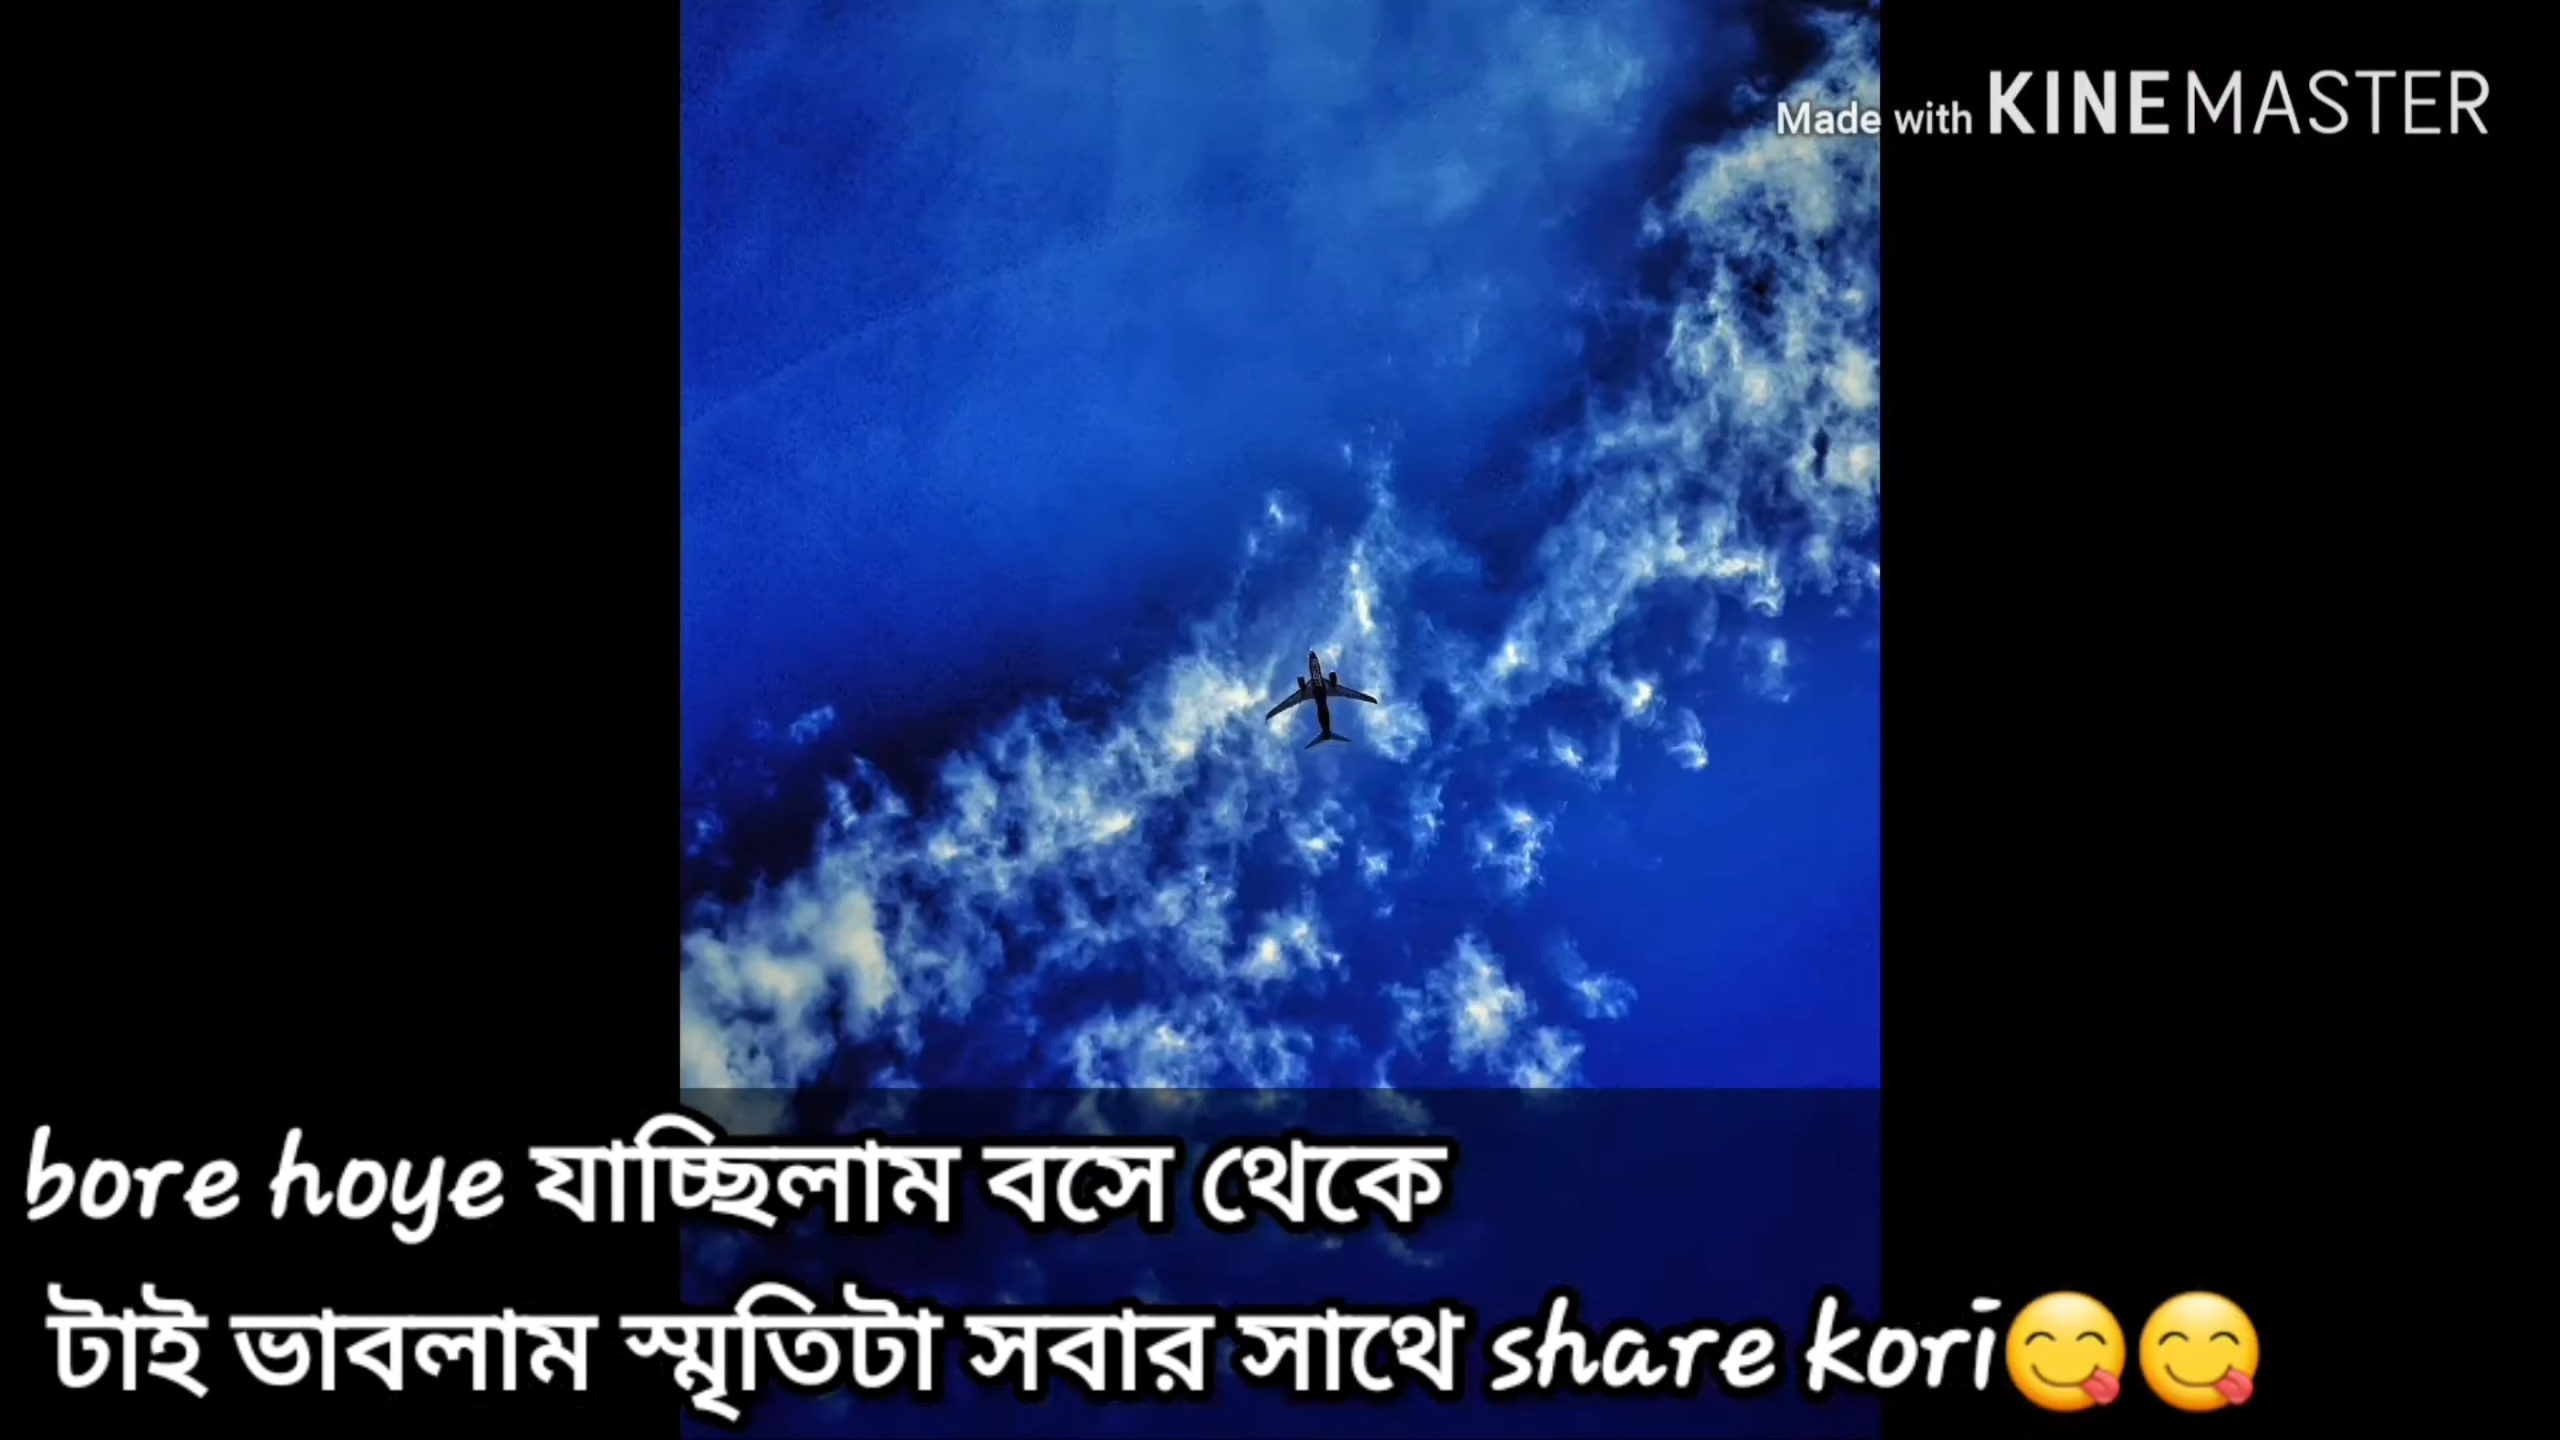 Made with KINEMASTER
bore hoye যাচ্ছিলাম বসে থেকে
টাই ভাবলাম স্মৃতিটা সবার সাথে share kori😋😋